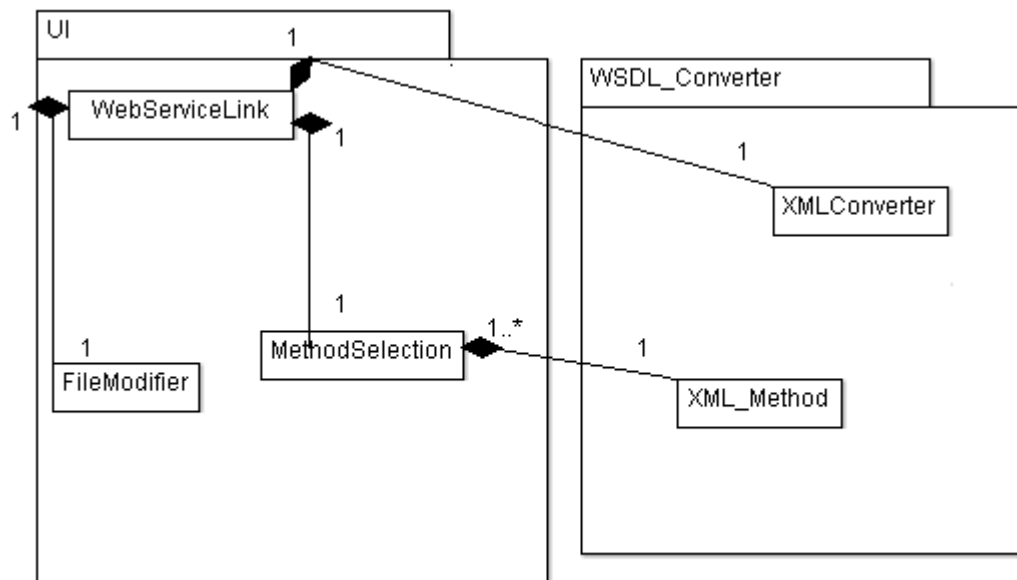 UI
1
WSDL_Converter
WebServiceLink
1
1
1
XMLConverter
1
1..*
1
1
MethodSelection
FileModifier
XML_Method